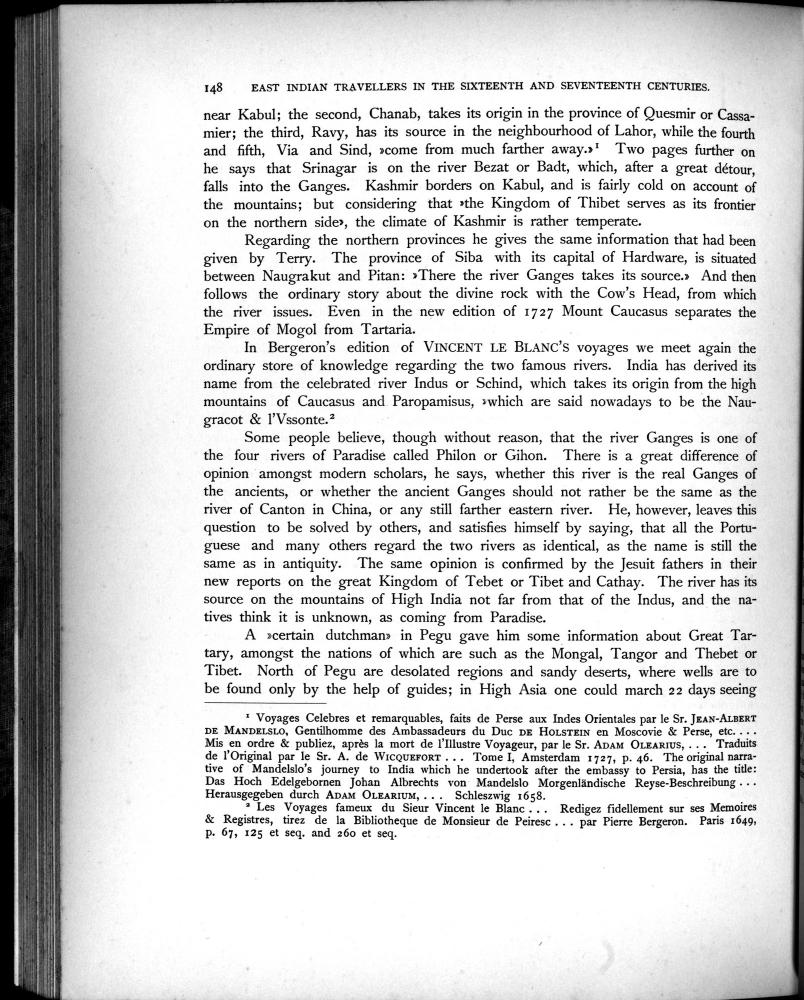 148 EAST INDIAN TRAVELLERS IN THE SIXTEENTH AND SEVENTEENTH CENTURIES.
near Kabul; the second, Chanab, takes its origin in the province of Quesmir or Cassa-
mier; the third, Ravy, has its source in the neighbourhood of Lahor, while the fourth
and fifth, Via and Sind, »come from much farther away.»¹ Two pages further on
he says that Srinagar is on the river Bezat or Badt, which, after a great détour,
falls into the Ganges. Kashmir borders on Kabul, and is fairly cold on account of
the mountains; but considering that »the Kingdom of Thibet serves as its frontier
on the northern side», the climate of Kashmir is rather temperate.
Regarding the northern provinces he gives the same information that had been
given by Terry. The province of Siba with its capital of Hardware, is situated
between Naugrakut and Pitan: »There the river Ganges takes its source.» And then
follows the ordinary story about the divine rock with the Cow's Head, from which
the river issues. Even in the new edition of 1727 Mount Caucasus separates the
Empire of Mogol from Tartaria.
In Bergeron's edition of VINCENT LE BLANC'S voyages we meet again the
ordinary store of knowledge regarding the two famous rivers. India has derived its
name from the celebrated river Indus or Schind, which takes its origin from the high
mountains of Caucasus and Paropamisus, »which are said nowadays to be the Nau-
gracot & l'Vssonte.²
Some people believe, though without reason, that the river Ganges is one of
the four rivers of Paradise called Philon or Gihon. There is a great difference of
opinion amongst modern scholars, he says, whether this river is the real Ganges of
the ancients, or whether the ancient Ganges should not rather be the same as the
river of Canton in China, or any still farther eastern river. He, however, leaves this
question to be solved by others, and satisfies himself by saying, that all the Portu-
guese and many others regard the two rivers as identical, as the name is still the
same as in antiquity. The same opinion is confirmed by the Jesuit fathers in their
new reports on the great Kingdom of Tebet or Tibet and Cathay. The river has its
source on the mountains of High India not far from that of the Indus, and the na-
tives think it is unknown, as coming from Paradise.
A »certain dutchman» in Pegu gave him some information about Great Tar-
tary, amongst the nations of which are such as the Mongal, Tangor and Thebet or
Tibet. North of Pegu are desolated regions and sandy deserts, where wells are to
be found only by the help of guides; in High Asia one could march 22 days seeing
¹ Voyages Celebres et remarquables, faits de Perse aux Indes Orientales par le Sr. JEAN-ALBERT
DE MANDELSLO, Gentilhomme des Ambassadeurs du Duc DE HOLSTEIN en Moscovie & Perse, etc. . . .
Mis en ordre & publiez, après la mort de l'Illustre Voyageur, par le Sr. ADAM OLEARIUS, . . . Traduits
de l'Original par le Sr. A. de WICQUEFORT . . . Tome I, Amsterdam 1727, p. 46. The original narra-
tive of Mandelslo's journey to India which he undertook after the embassy to Persia, has the title:
Das Hoch Edelgebornen Johan Albrechts von Mandelslo Morgenländische Reyse-Beschreibung . . .
Herausgegeben durch ADAM OLEARIUM, . . . Schleszwig 1658.
² Les Voyages fameux du Sieur Vincent le Blanc . . . Redigez fidellement sur ses Memoires
& Registres, tirez de la Bibliotheque de Monsieur de Peiresc . . . par Pierre Bergeron. Paris 1649,
p. 67, 125 et seq. and 260 et seq.